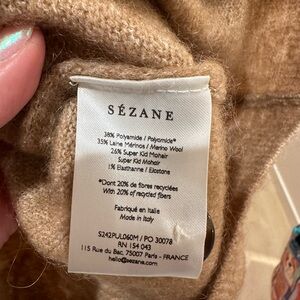 SÉZANE
38% Polyamide / Polyamide*
35% Laine Mérinos / Merino Wool
26% Super Kid Mohair
Super Kid Mohair
1% Elasthanne / Elastane
*Dont 20% de fibres recyclées
With 20% of recycled fibers
Fabriqué en Italie
Made in Italy
S242PUL060M / PO 30078
RN 154 043
115 Rue du Bac, 75007 Paris - FRANCE
hello@sezane.com